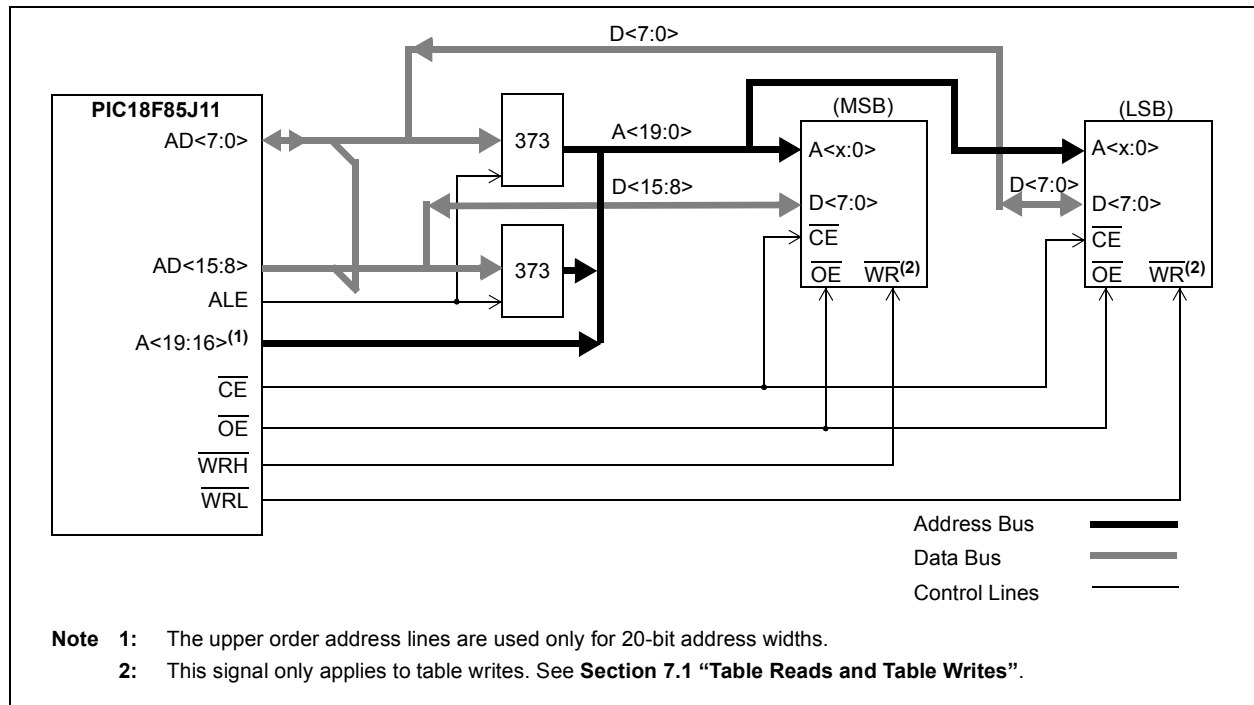 D<7:0>
PIC18F85J11
AD<7:0>
373
A<19:0>
(MSB)
A<x:0>
(LSB)
A<x:0>
D<15:8>
D<7:0>
D<7:0>
D<7:0>
CE
CE
AD<15:8>
373
OE WR(2)
OE WR(2)
ALE
A<19:16>(1)
CE
OE
WRH
WRL
Address Bus
Data Bus
Control Lines
Note 1: The upper order address lines are used only for 20-bit address widths.
2: This signal only applies to table writes. See Section 7.1 “Table Reads and Table Writes”.